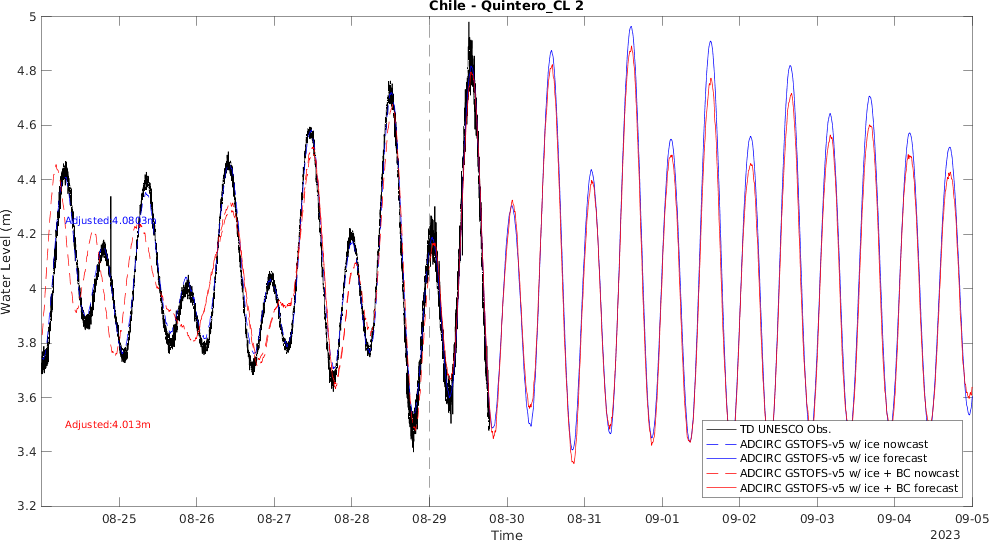 Chile - Quintero_CL 2
5
4.8
4.6
4.4
4.2
4
3.8
3.6
3.4
3.2
Water Level (m)
Adjusted:4.0803m
Adjusted:4.013m
TD UNESCO Obs.
ADCIRC GSTOFS-v5 w/ ice nowcast
ADCIRC GSTOFS-v5 w/ ice forecast
ADCIRC GSTOFS-v5 w/ ice + BC nowcast
ADCIRC GSTOFS-v5 w/ ice + BC forecast
08-25 08-26 08-27 08-28 08-29 08-30 08-31 09-01 09-02 09-03 09-04 09-05
Time
2023